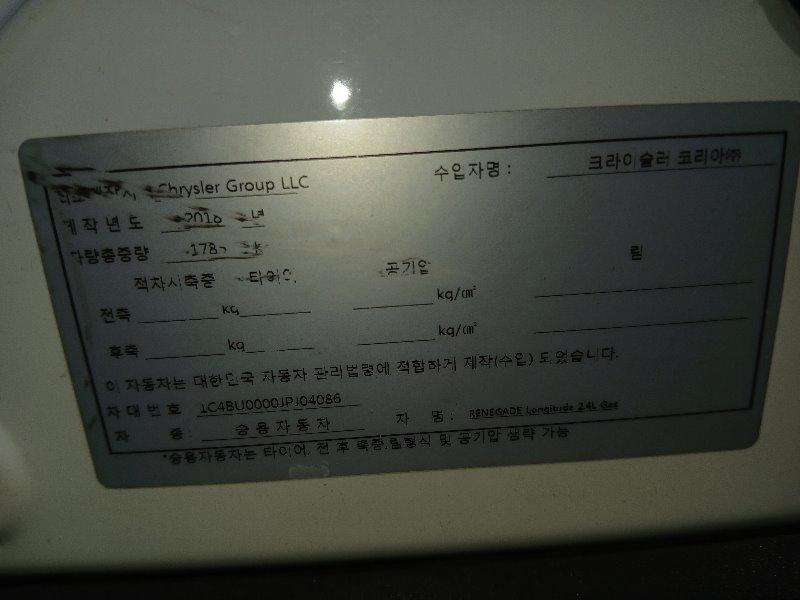 Chrysler Group LLC 수입자명 : 크라이슬러 코리아㈜
제작년도 2018 년
차량총중량
적차시축중 타이어 공기압 림
전축 kg kg/㎠
후축 kg kg/㎠
이 자동차는 대한민국 자동차 관리법령에 적합하게 제작(수입) 되었습니다.
차대번호 1C4BU0000JPJ04086
차 종 승용자동차 차 명 : RENEGADE Longitude 2.4L Gas
*승용자동차는 타이어, 전 후 축중,림형식 및 공기압 생략 가능